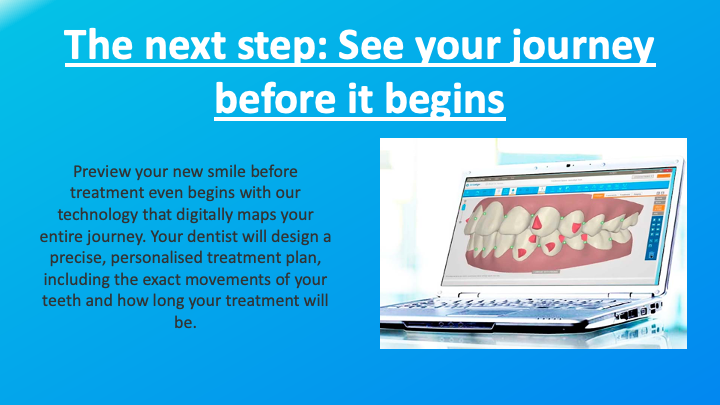 The next step: See your journey
before it begins
Preview your new smile before
treatment even begins with our
technology that digitally maps your
entire journey. Your dentist will design a
precise, personalised treatment plan,
including the exact movements of your
teeth and how long your treatment will
be.